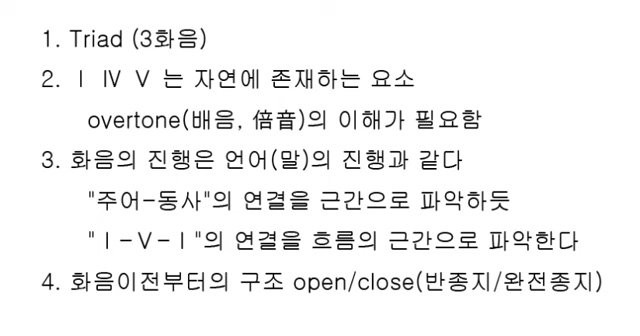 1. Triad (3화음)
2. Ⅰ Ⅳ Ⅴ 는 자연에 존재하는 요소
overtone(배음, 倍音)의 이해가 필요함
3. 화음의 진행은 언어(말)의 진행과 같다
"주어-동사"의 연결을 근간으로 파악하듯
"Ⅰ-Ⅴ-Ⅰ"의 연결을 흐름의 근간으로 파악한다
4. 화음이전부터의 구조 open/close(반종지/완전종지)